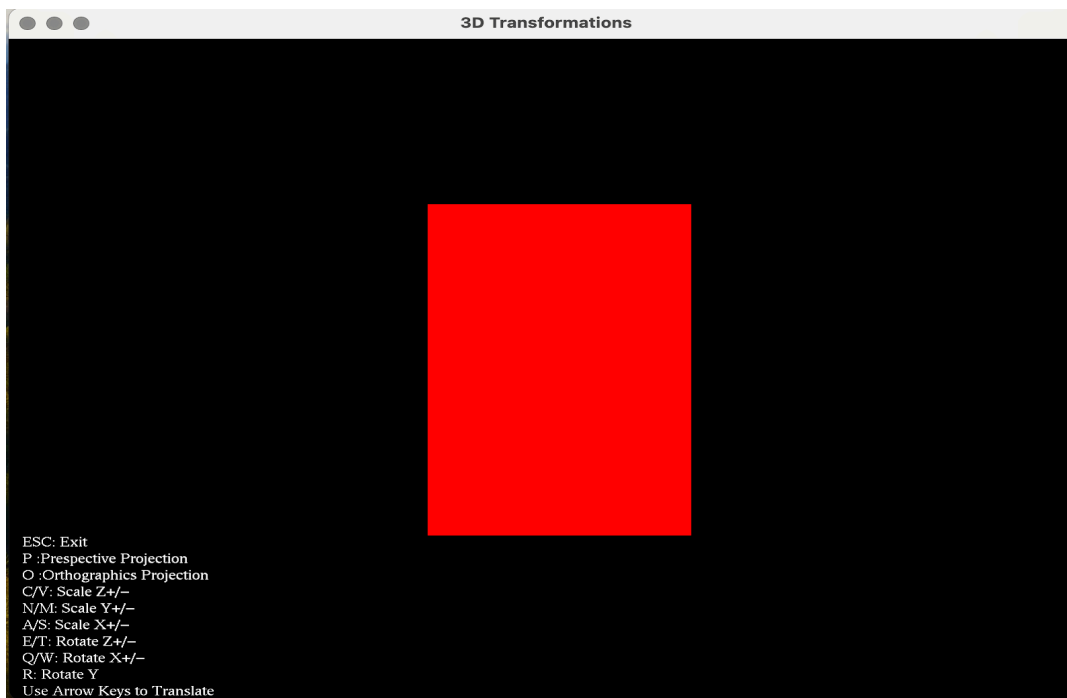 3D Transformations
ESC: Exit
P :Prespective Projection
O :Orthographics Projection
C/V: Scale Z+/−
N/M: Scale Y+/−
A/S: Scale X+/−
E/T: Rotate Z+/−
Q/W: Rotate X+/−
R: Rotate Y
Use Arrow Keys to Translate